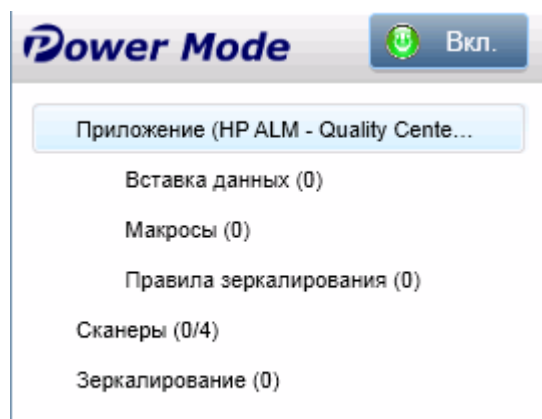 Power Mode
Вкл.
Приложение (HP ALM - Quality Cente...
Вставка данных (0)
Макросы (0)
Правила зеркалирования (0)
Сканеры (0/4)
Зеркалирование (0)